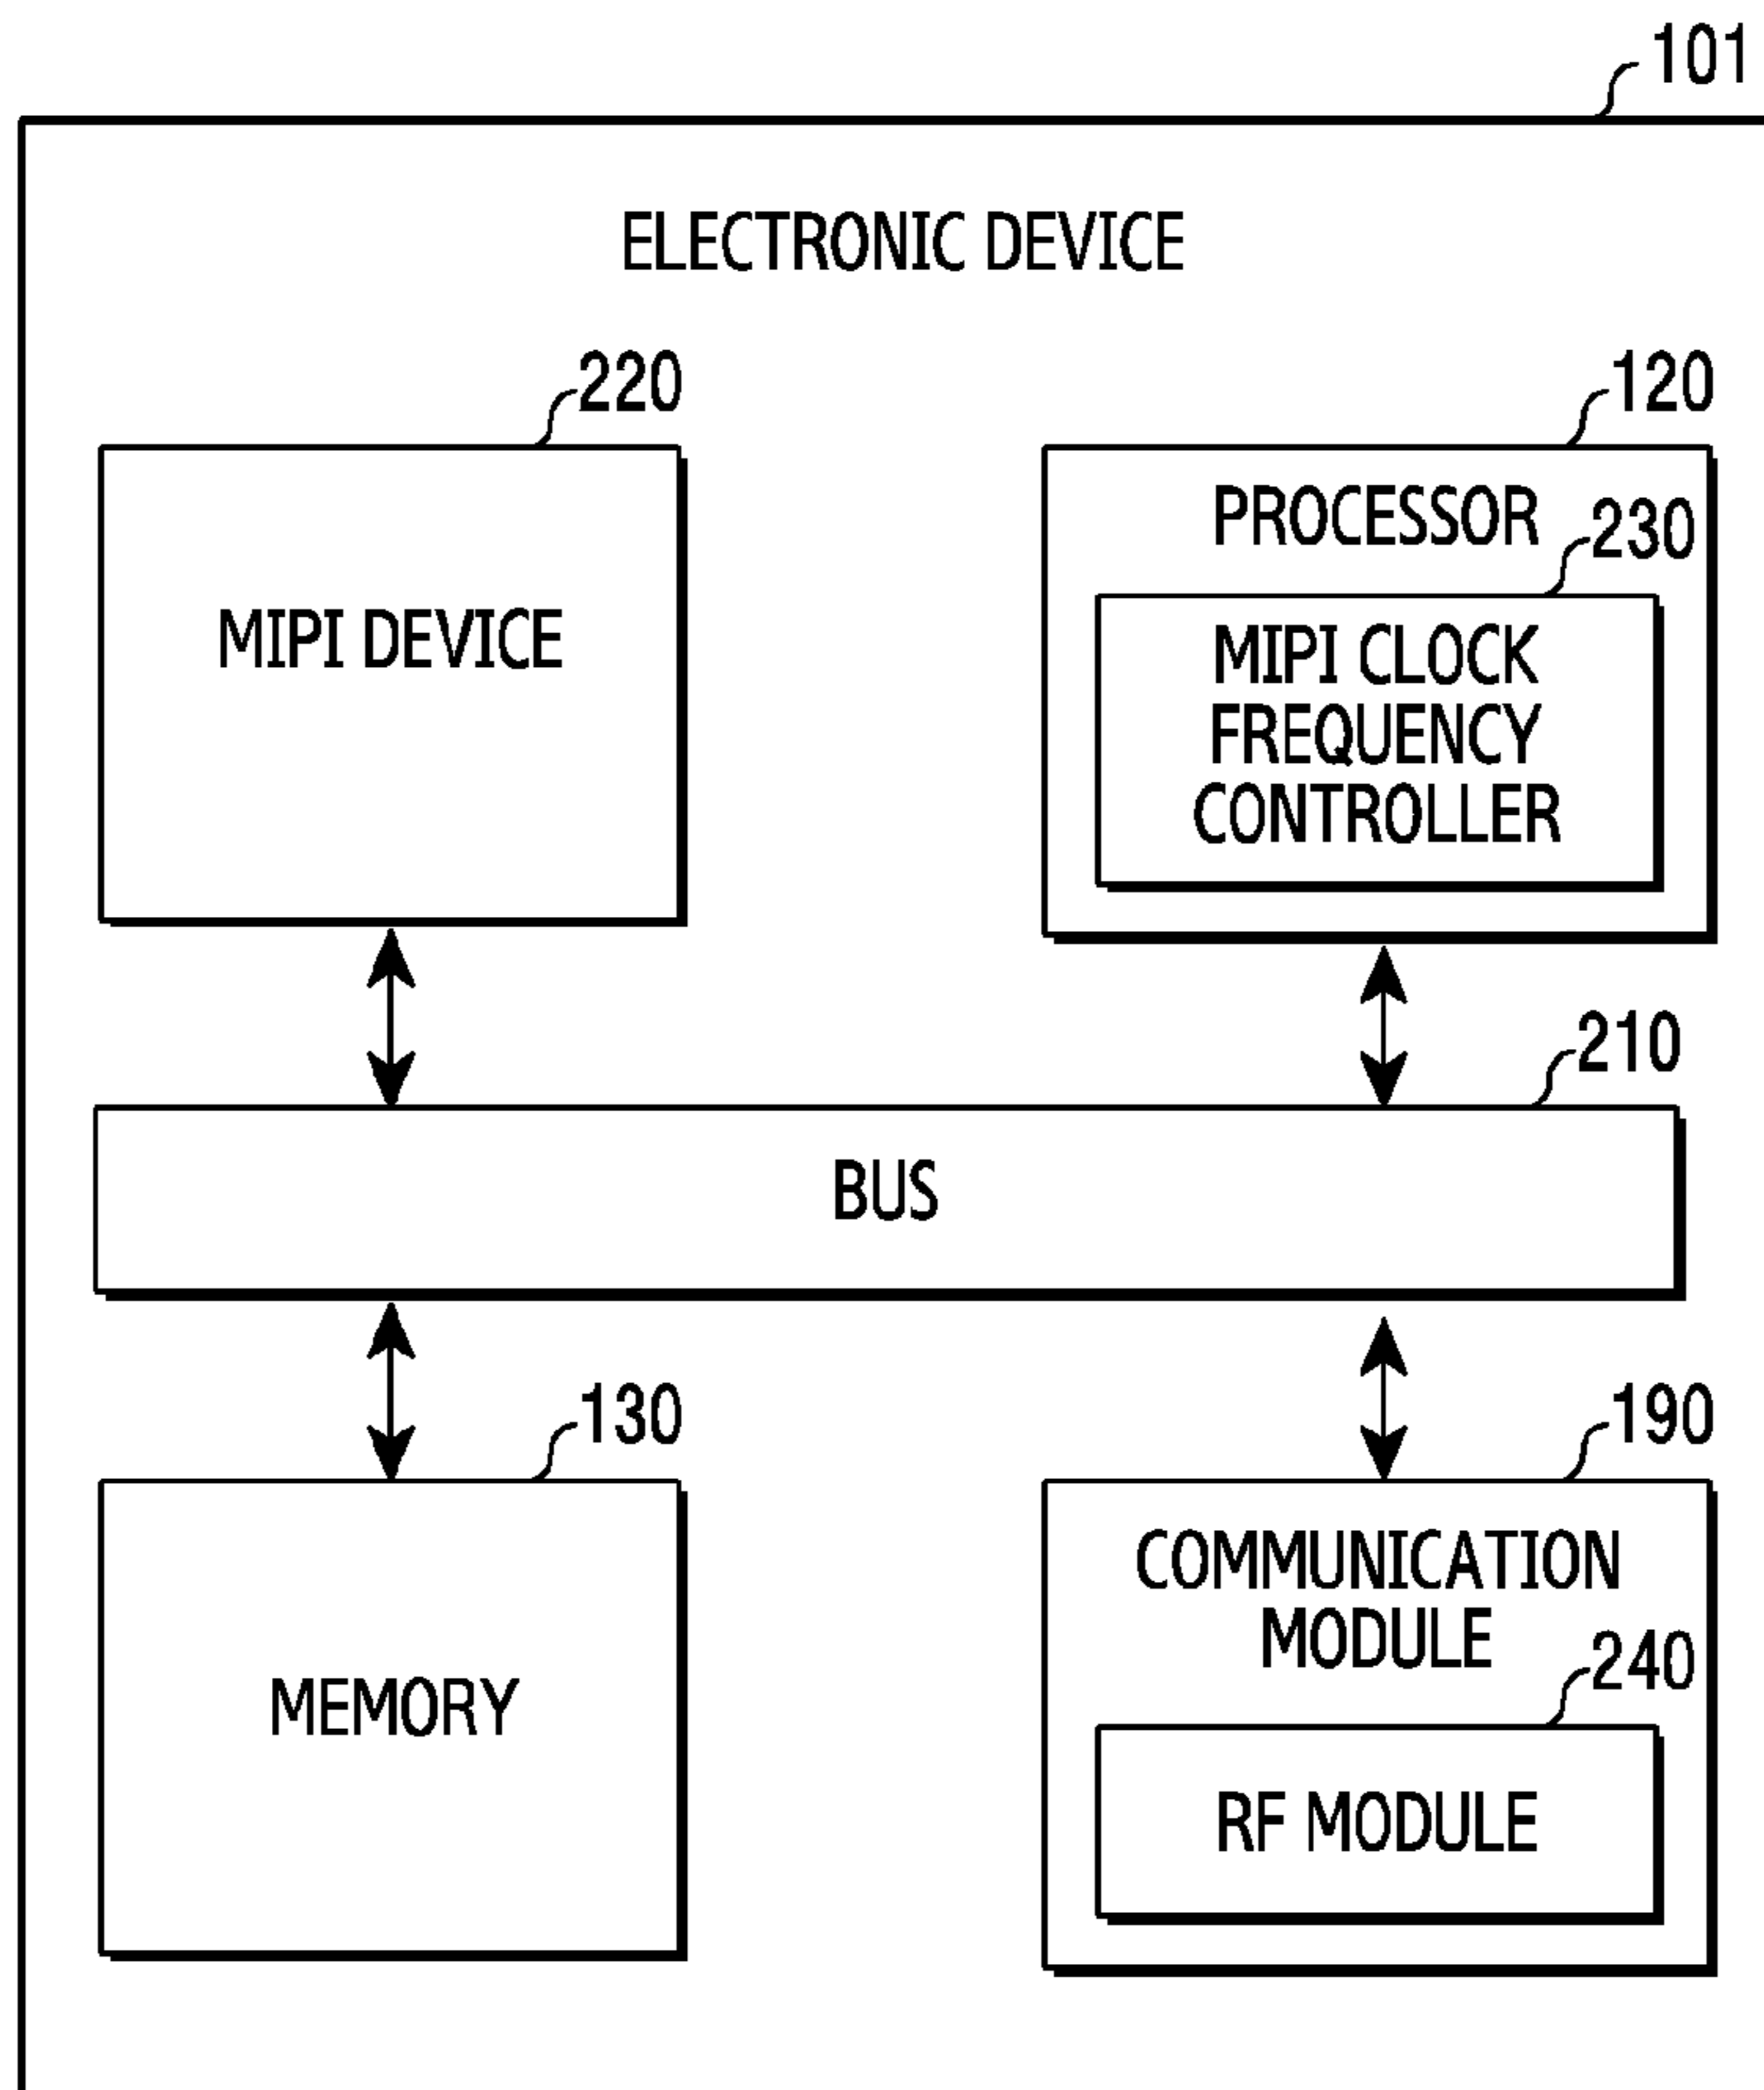 101
ELECTRONIC DEVICE
220
120
MIPI DEVICE
PROCESSOR
230
MIPI CLOCK
FREQUENCY
CONTROLLER
210
BUS
130
190
MEMORY
COMMUNICATION
MODULE
240
RF MODULE